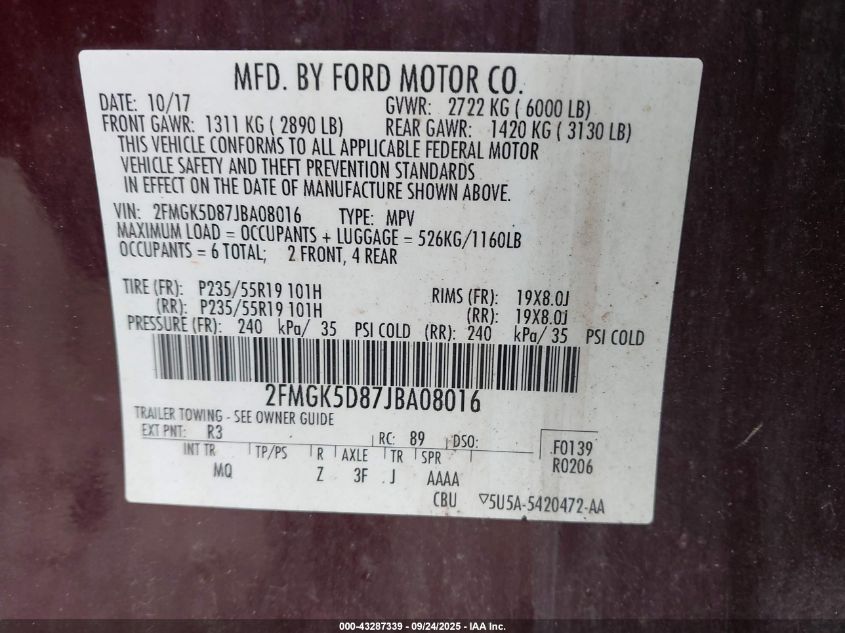 MFD. BY FORD MOTOR CO.
DATE: 10/17 GVWR: 2722 KG ( 6000 LB)
FRONT GAWR: 1311 KG ( 2890 LB) REAR GAWR: 1420 KG ( 3130 LB)
THIS VEHICLE CONFORMS TO ALL APPLICABLE FEDERAL MOTOR
VEHICLE SAFETY AND THEFT PREVENTION STANDARDS
IN EFFECT ON THE DATE OF MANUFACTURE SHOWN ABOVE.
VIN: 2FMGK5D87JBA08016 TYPE: MPV
MAXIMUM LOAD = OCCUPANTS + LUGGAGE = 526KG/1160LB
OCCUPANTS = 6 TOTAL; 2 FRONT, 4 REAR
TIRE (FR): P235/55R19 101H RIMS (FR): 19X8.0J
(RR): P235/55R19 101H (RR): 19X8.0J
PRESSURE (FR): 240 kPa/ 35 PSI COLD (RR): 240 kPa/ 35 PSI COLD
2FMGK5D87JBA08016
TRAILER TOWING - SEE OWNER GUIDE
EXT PNT: R3 RC: 89 DSO: F0139
INT TR TP/PS R AXLE TR SPR R0206
MQ Z 3F J AAAA
CBU ▽5U5A-5420472-AA
000-43287339 - 09/24/2025 - IAA Inc.